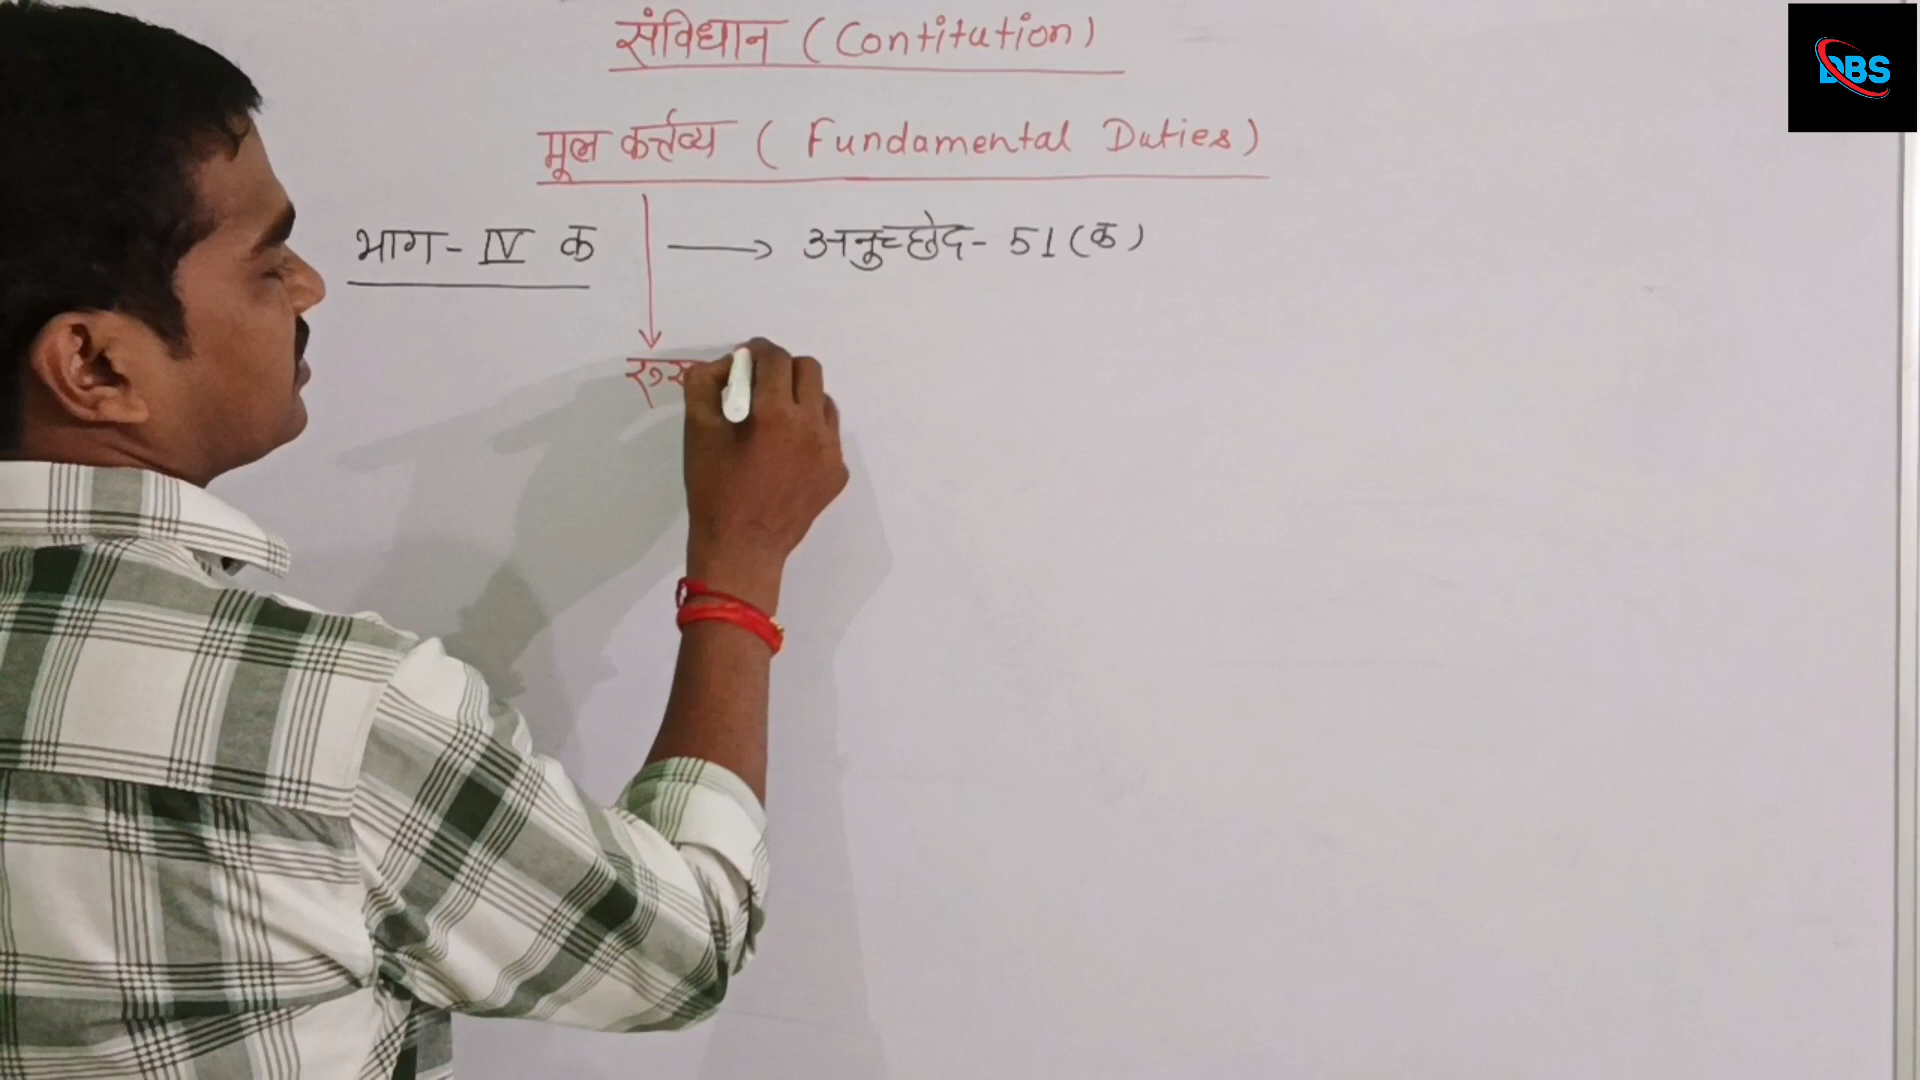 संविधान (Contitution)
मूल कर्त्तव्य (Fundamental Duties)
भाग- IV क → अनुच्छेद- 51(क)
DBS